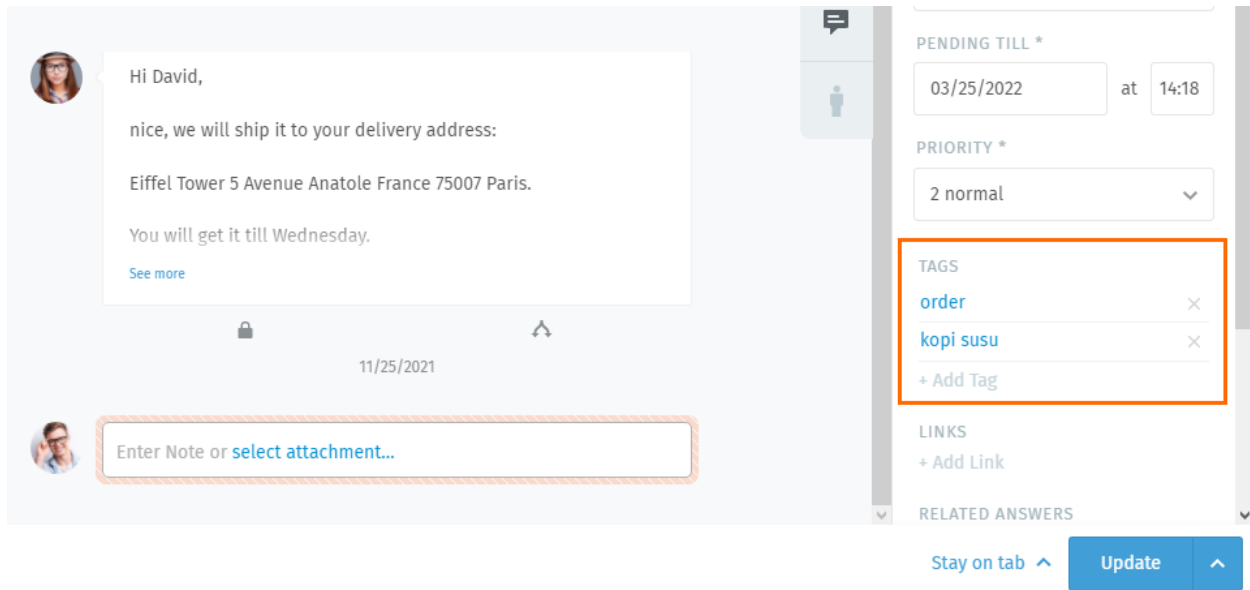 Hi David,
nice, we will ship it to your delivery address:
Eiffel Tower 5 Avenue Anatole France 75007 Paris.
You will get it till Wednesday.
See more
11/25/2021
Enter Note or select attachment...
PENDING TILL *
03/25/2022 at 14:18
PRIORITY *
2 normal
TAGS
order
kopi susu
+ Add Tag
LINKS
+ Add Link
RELATED ANSWERS
Stay on tab
Update